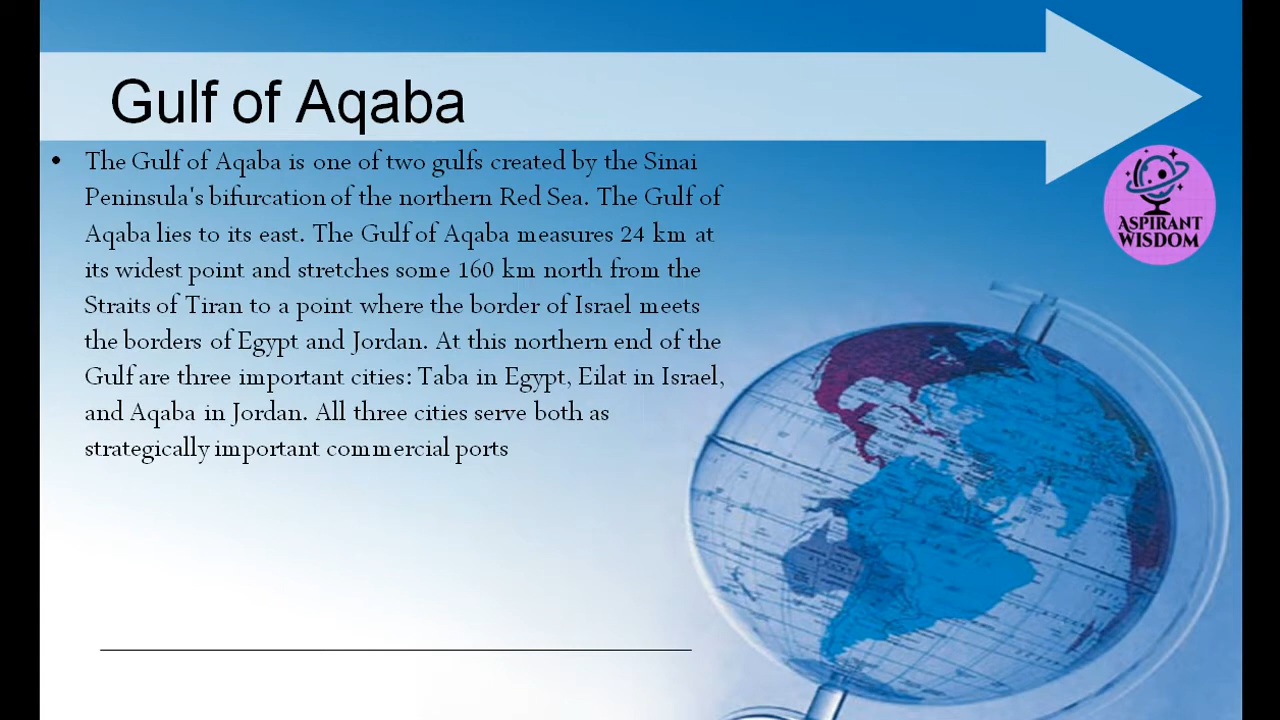 Gulf of Aqaba
• The Gulf of Aqaba is one of two gulfs created by the Sinai
Peninsula's bifurcation of the northern Red Sea. The Gulf of
Aqaba lies to its east. The Gulf of Aqaba measures 24 km at
its widest point and stretches some 160 km north from the
Straits of Tiran to a point where the border of Israel meets
the borders of Egypt and Jordan. At this northern end of the
Gulf are three important cities: Taba in Egypt, Eilat in Israel,
and Aqaba in Jordan. All three cities serve both as
strategically important commercial ports
ASPIRANT
WISDOM